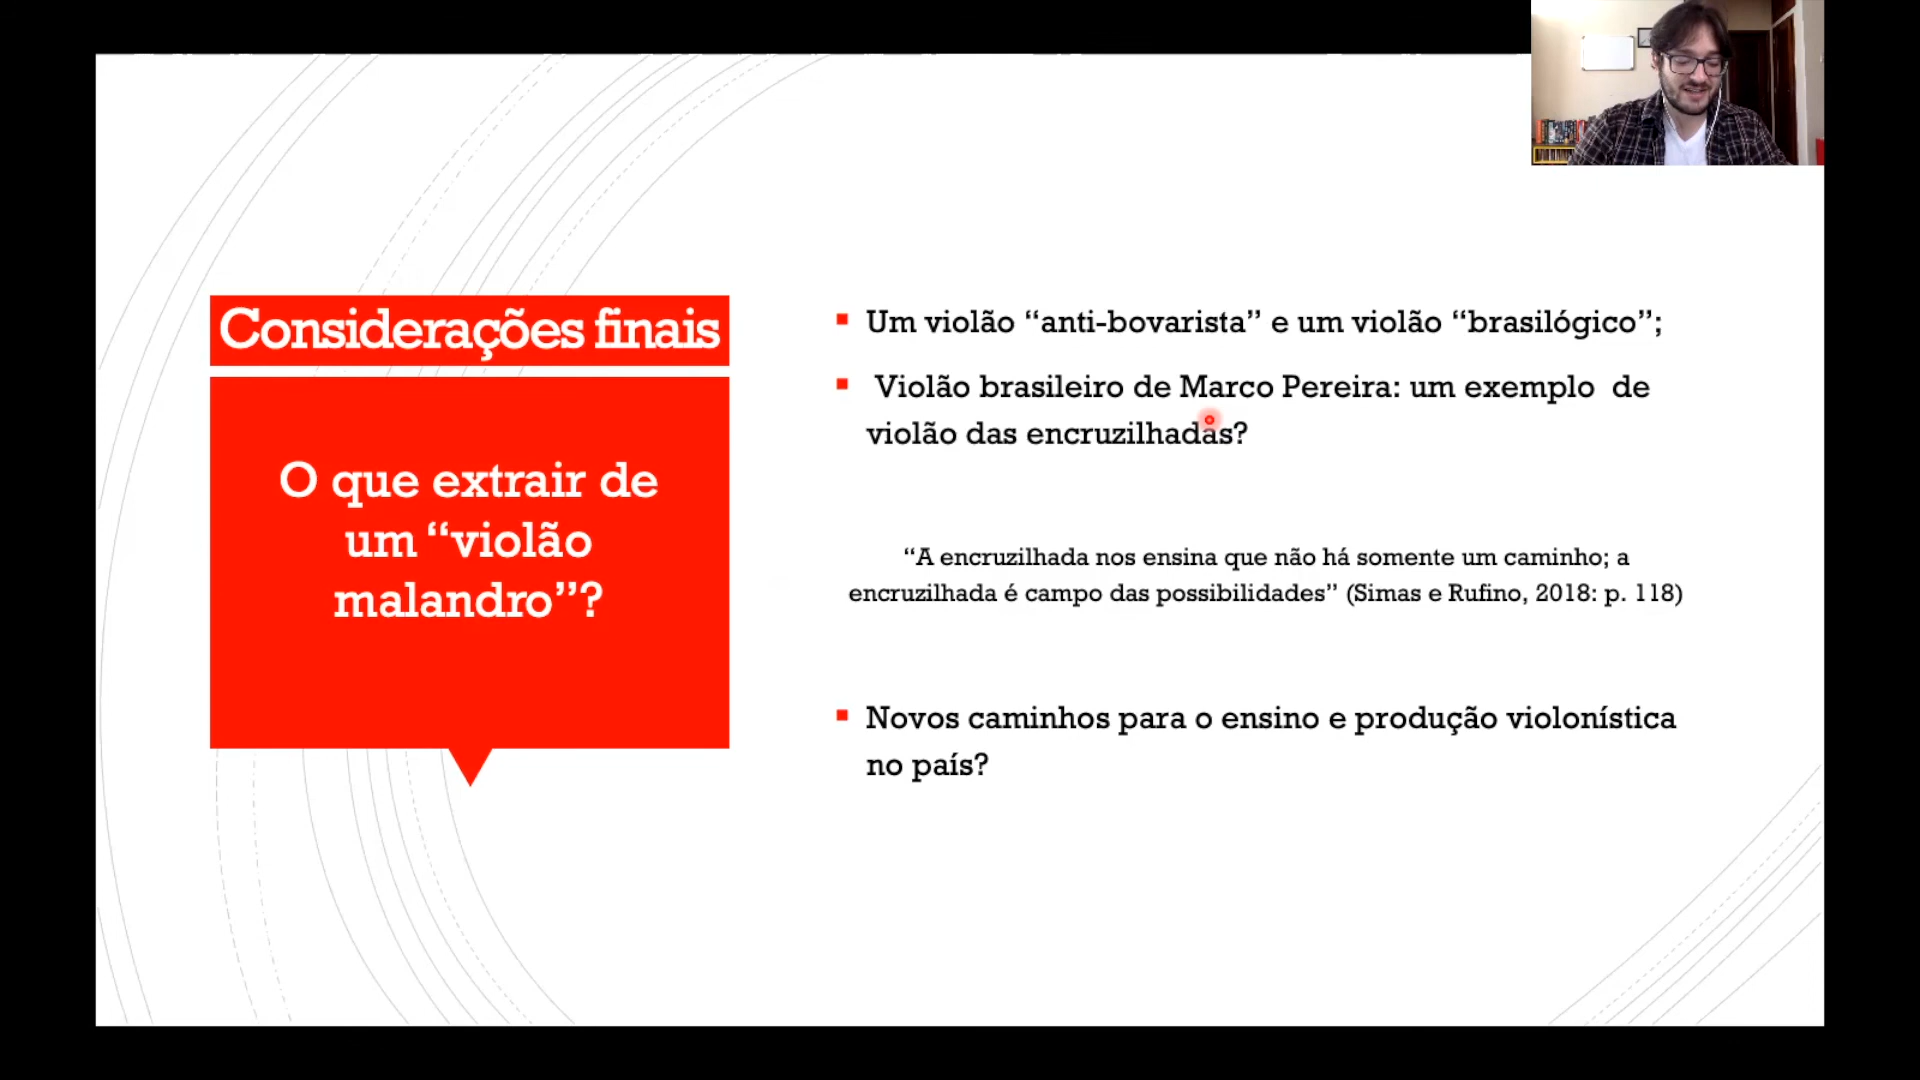 Considerações finais
O que extrair de
um “violão
malandro”?
▪ Um violão “anti-bovarista” e um violão “brasilógico”;
▪ Violão brasileiro de Marco Pereira: um exemplo de
violão das encruzilhadas?
“A encruzilhada nos ensina que não há somente um caminho; a
encruzilhada é campo das possibilidades” (Simas e Rufino, 2018: p. 118)
▪ Novos caminhos para o ensino e produção violonística
no país?